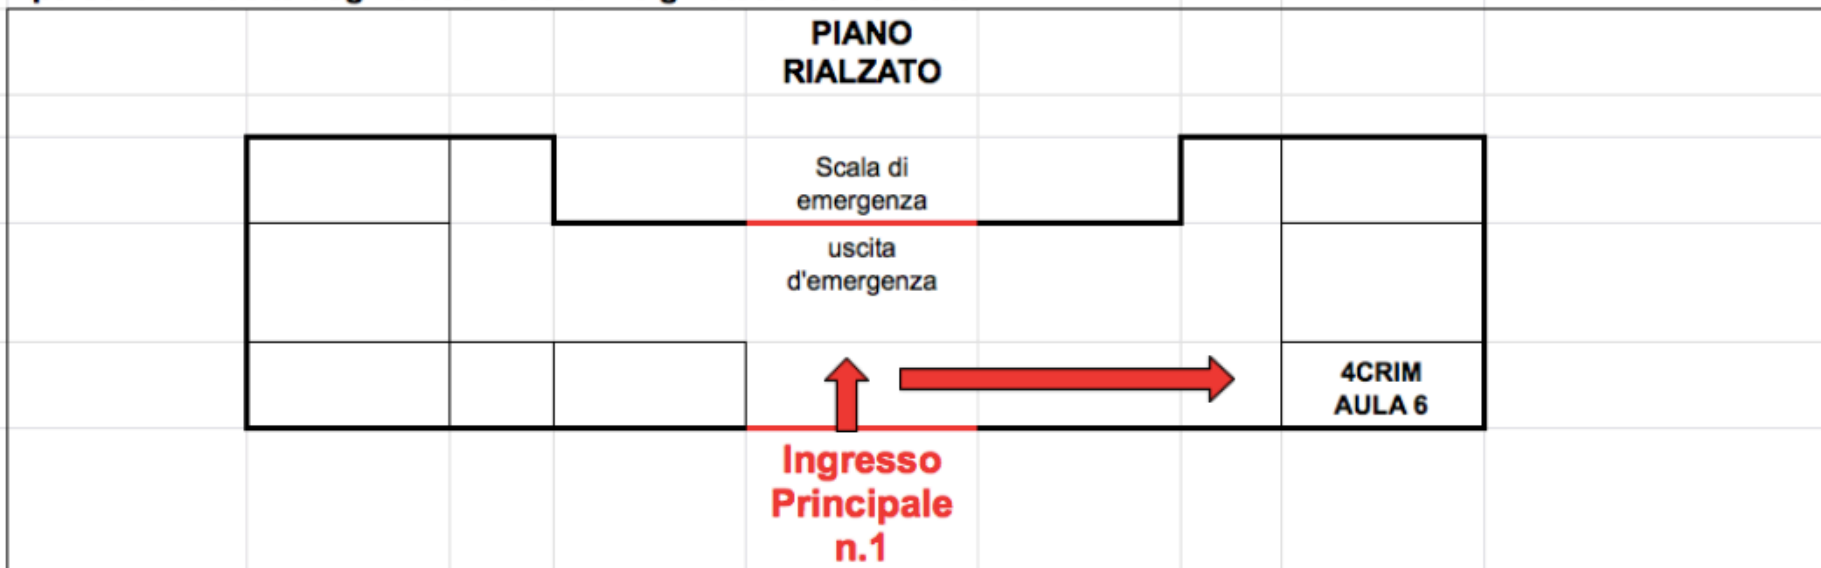 PIANO
RIALZATO
Scala di
emergenza
uscita
d'emergenza
4CRIM
AULA 6
Ingresso
Principale
n.1